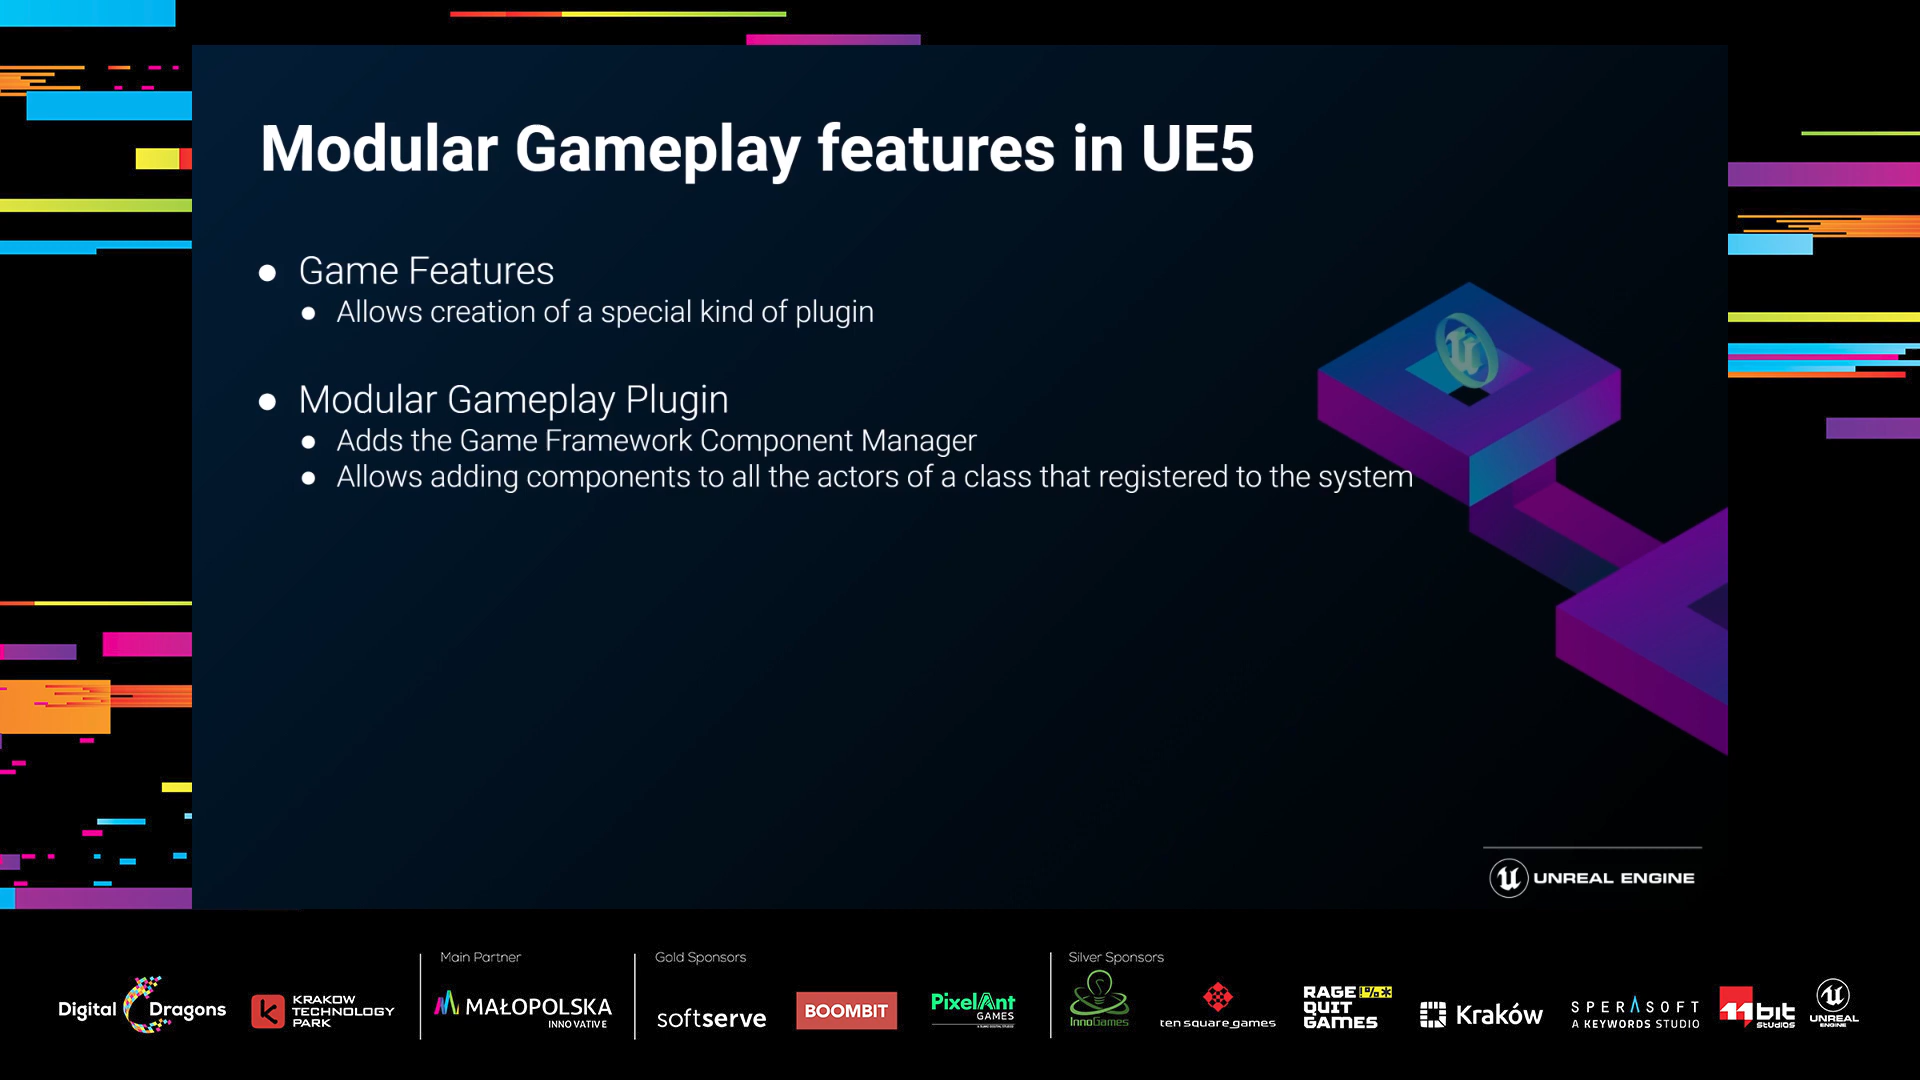 Modular Gameplay features in UE5
● Game Features
● Allows creation of a special kind of plugin
● Modular Gameplay Plugin
● Adds the Game Framework Component Manager
● Allows adding components to all the actors of a class that registered to the system
UNREAL ENGINE
Digital Dragons
KRAKOW
TECHNOLOGY
PARK
Main Partner
MAŁOPOLSKA
INNOVATIVE
Gold Sponsors
softserve
BOOMBIT
PixelAnt
GAMES
Silver Sponsors
InnoGames
ten square games
RAGE !%*
QUIT
GAMES
Kraków
SPERASOFT
A KEYWORDS STUDIO
11bit
studios
UNREAL
ENGINE